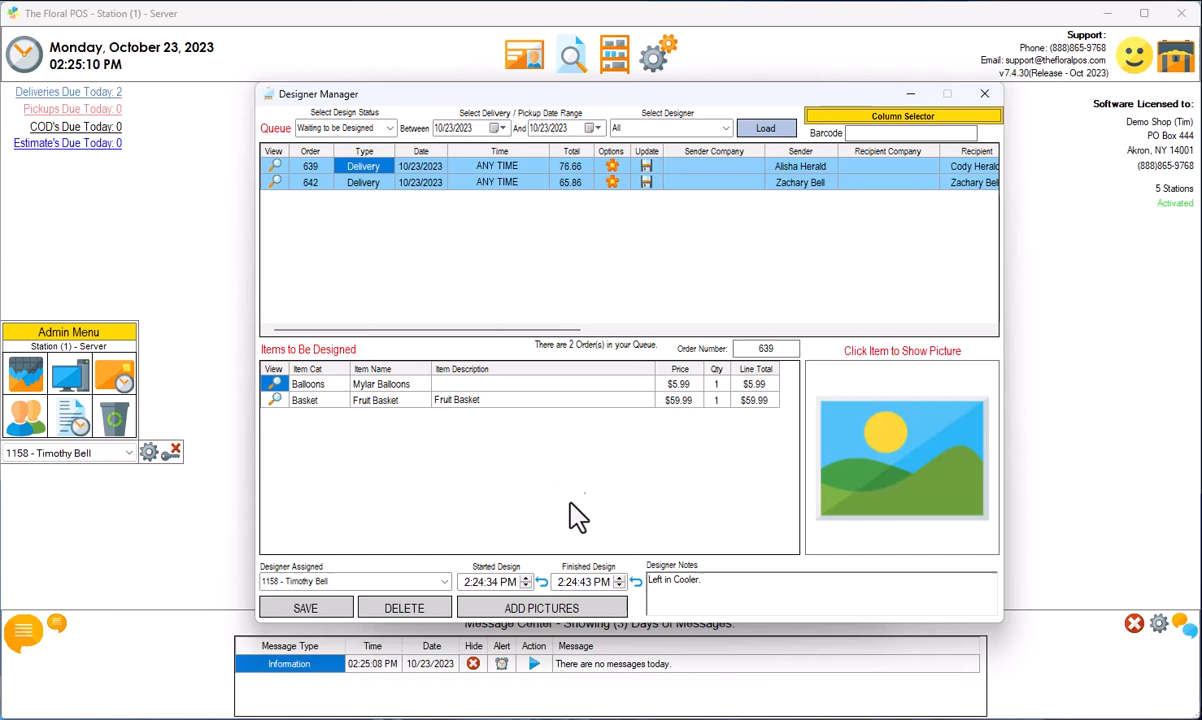 The Floral POS - Station (1) - Server
Monday, October 23, 2023
02:25:10 PM
Support:
Phone: (888)865-9768
Email: support@thefloralpos.com
v7.4.30(Release - Oct 2023)
Deliveries Due Today: 2
Pickups Due Today: 0
COD's Due Today: 0
Estimate's Due Today: 0
Software Licensed to:
Demo Shop (Tim)
PO Box 444
Akron, NY 14001
(888)865-9768
5 Stations
Activated
Designer Manager
Select Design Status
Select Delivery / Pickup Date Range
Select Designer
Column Selector
Queue Waiting to be Designed Between 10/23/2023 And 10/23/2023 All Load
Barcode
View Order Type Date Time Total Options Update Sender Company Sender Recipient Company Recipient
639 Delivery 10/23/2023 ANY TIME 76.66 Alisha Herald Cody Herald
642 Delivery 10/23/2023 ANY TIME 65.86 Zachary Bell Zachary Bell
Admin Menu
Station (1) - Server
1158 - Timothy Bell
Items to Be Designed There are 2 Order(s) in your Queue. Order Number: 639 Click Item to Show Picture
View Item Cat Item Name Item Description Price Qty Line Total
Balloons Mylar Balloons $5.99 1 $5.99
Basket Fruit Basket Fruit Basket $59.99 1 $59.99
Designer Assigned Started Design Finished Design Designer Notes
1158 - Timothy Bell 2:24:34 PM 2:24:43 PM Left in Cooler.
SAVE DELETE ADD PICTURES
Message Center - Showing (3) Days of Messages.
Message Type Time Date Hide Alert Action Message
Information 02:25:08 PM 10/23/2023 There are no messages today.